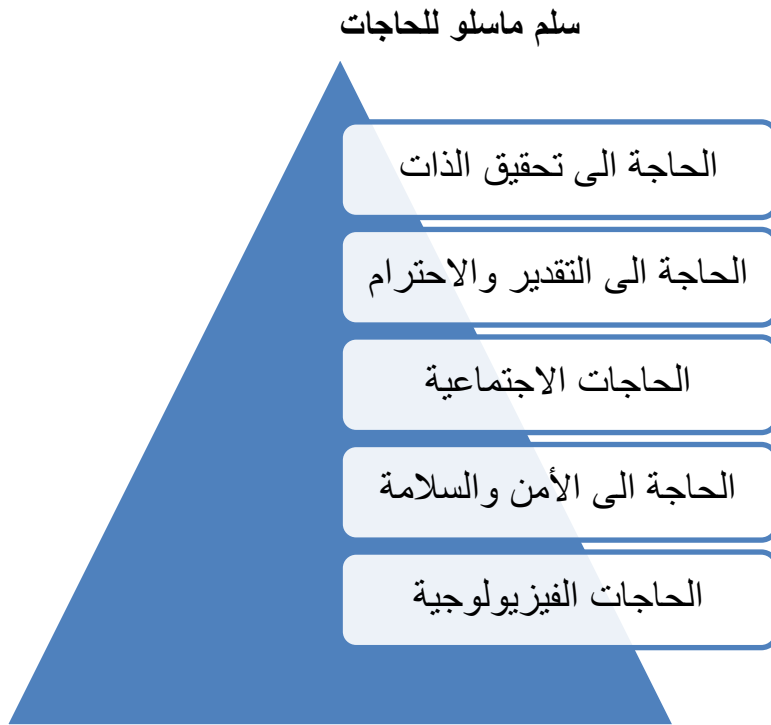 سلم ماسلو للحاجات
الحاجة الى تحقيق الذات
الحاجة الى التقدير والاحترام
الحاجات الاجتماعية
الحاجة الى الأمن والسلامة
الحاجات الفيزيولوجية